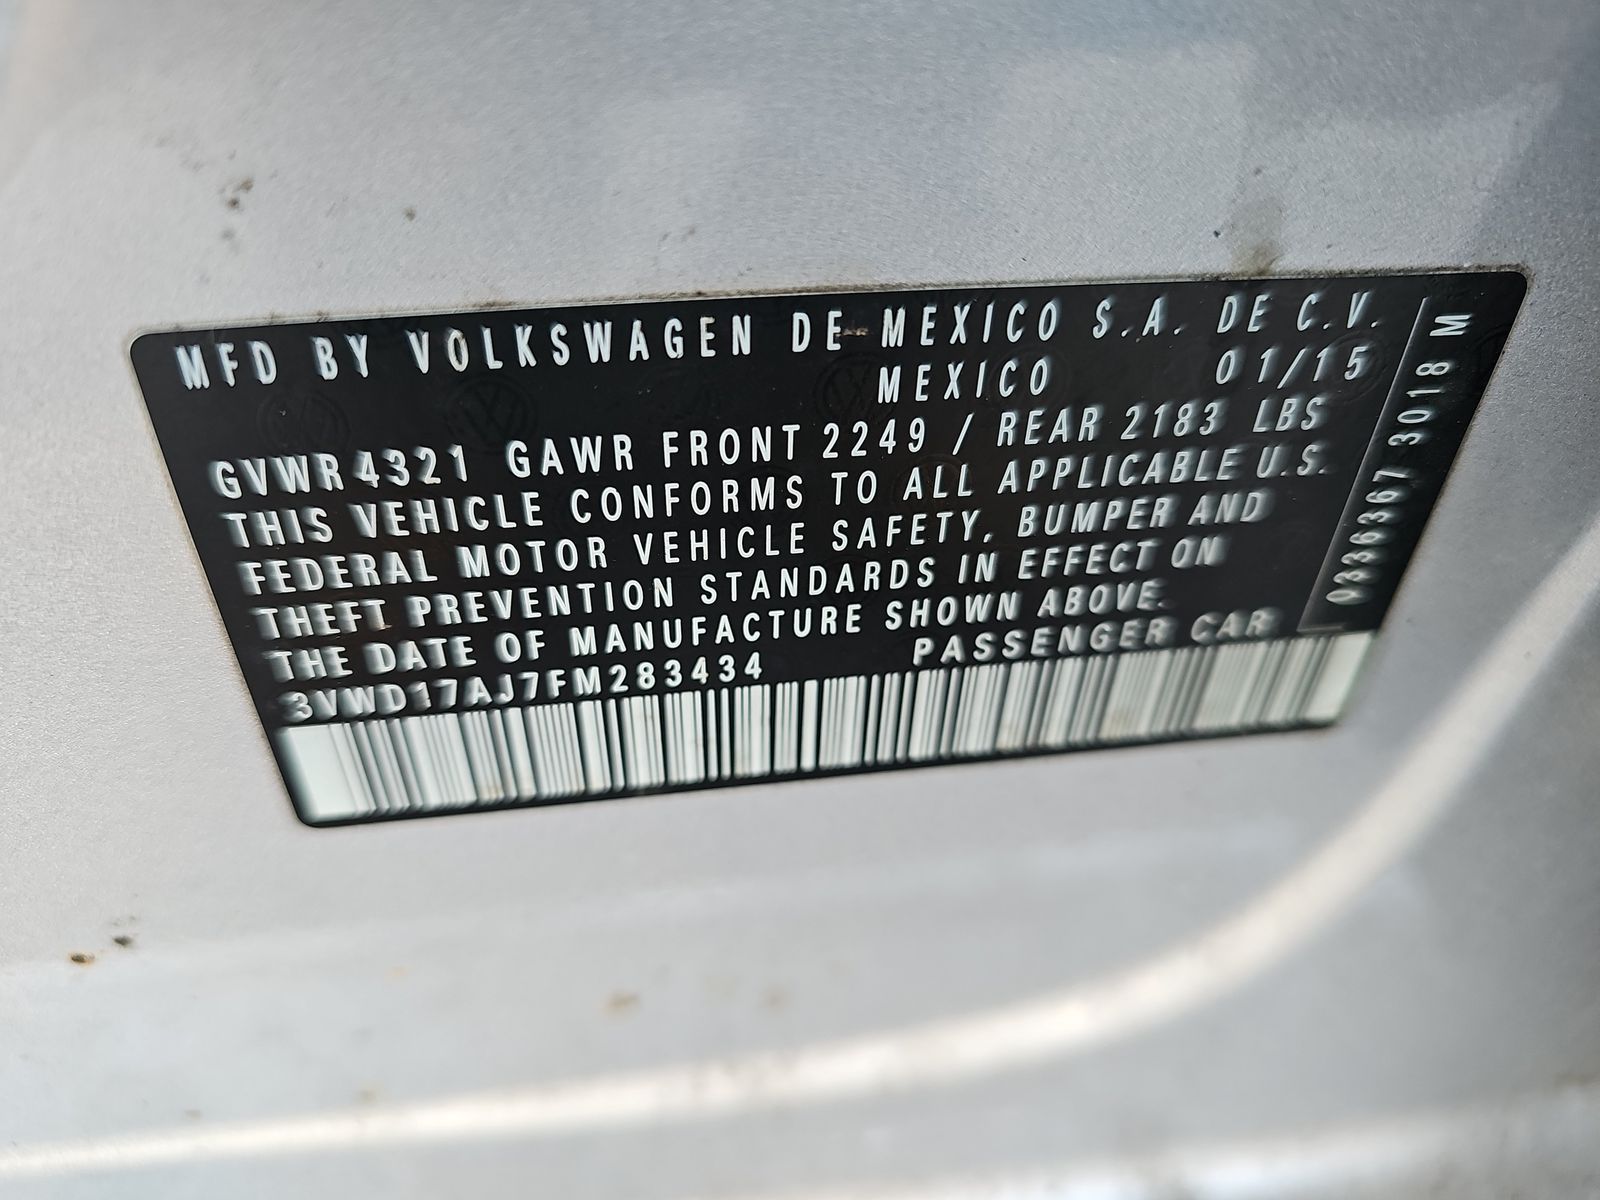 MFD BY VOLKSWAGEN DE MEXICO S.A. DE C.V.
MEXICO 01/15
GVWR 4321 GAWR FRONT 2249 / REAR 2183 LBS
THIS VEHICLE CONFORMS TO ALL APPLICABLE U.S.
FEDERAL MOTOR VEHICLE SAFETY, BUMPER AND
THEFT PREVENTION STANDARDS IN EFFECT ON
THE DATE OF MANUFACTURE SHOWN ABOVE.
3VWD17AJ7FM283434 PASSENGER CAR
0336367 3018 M